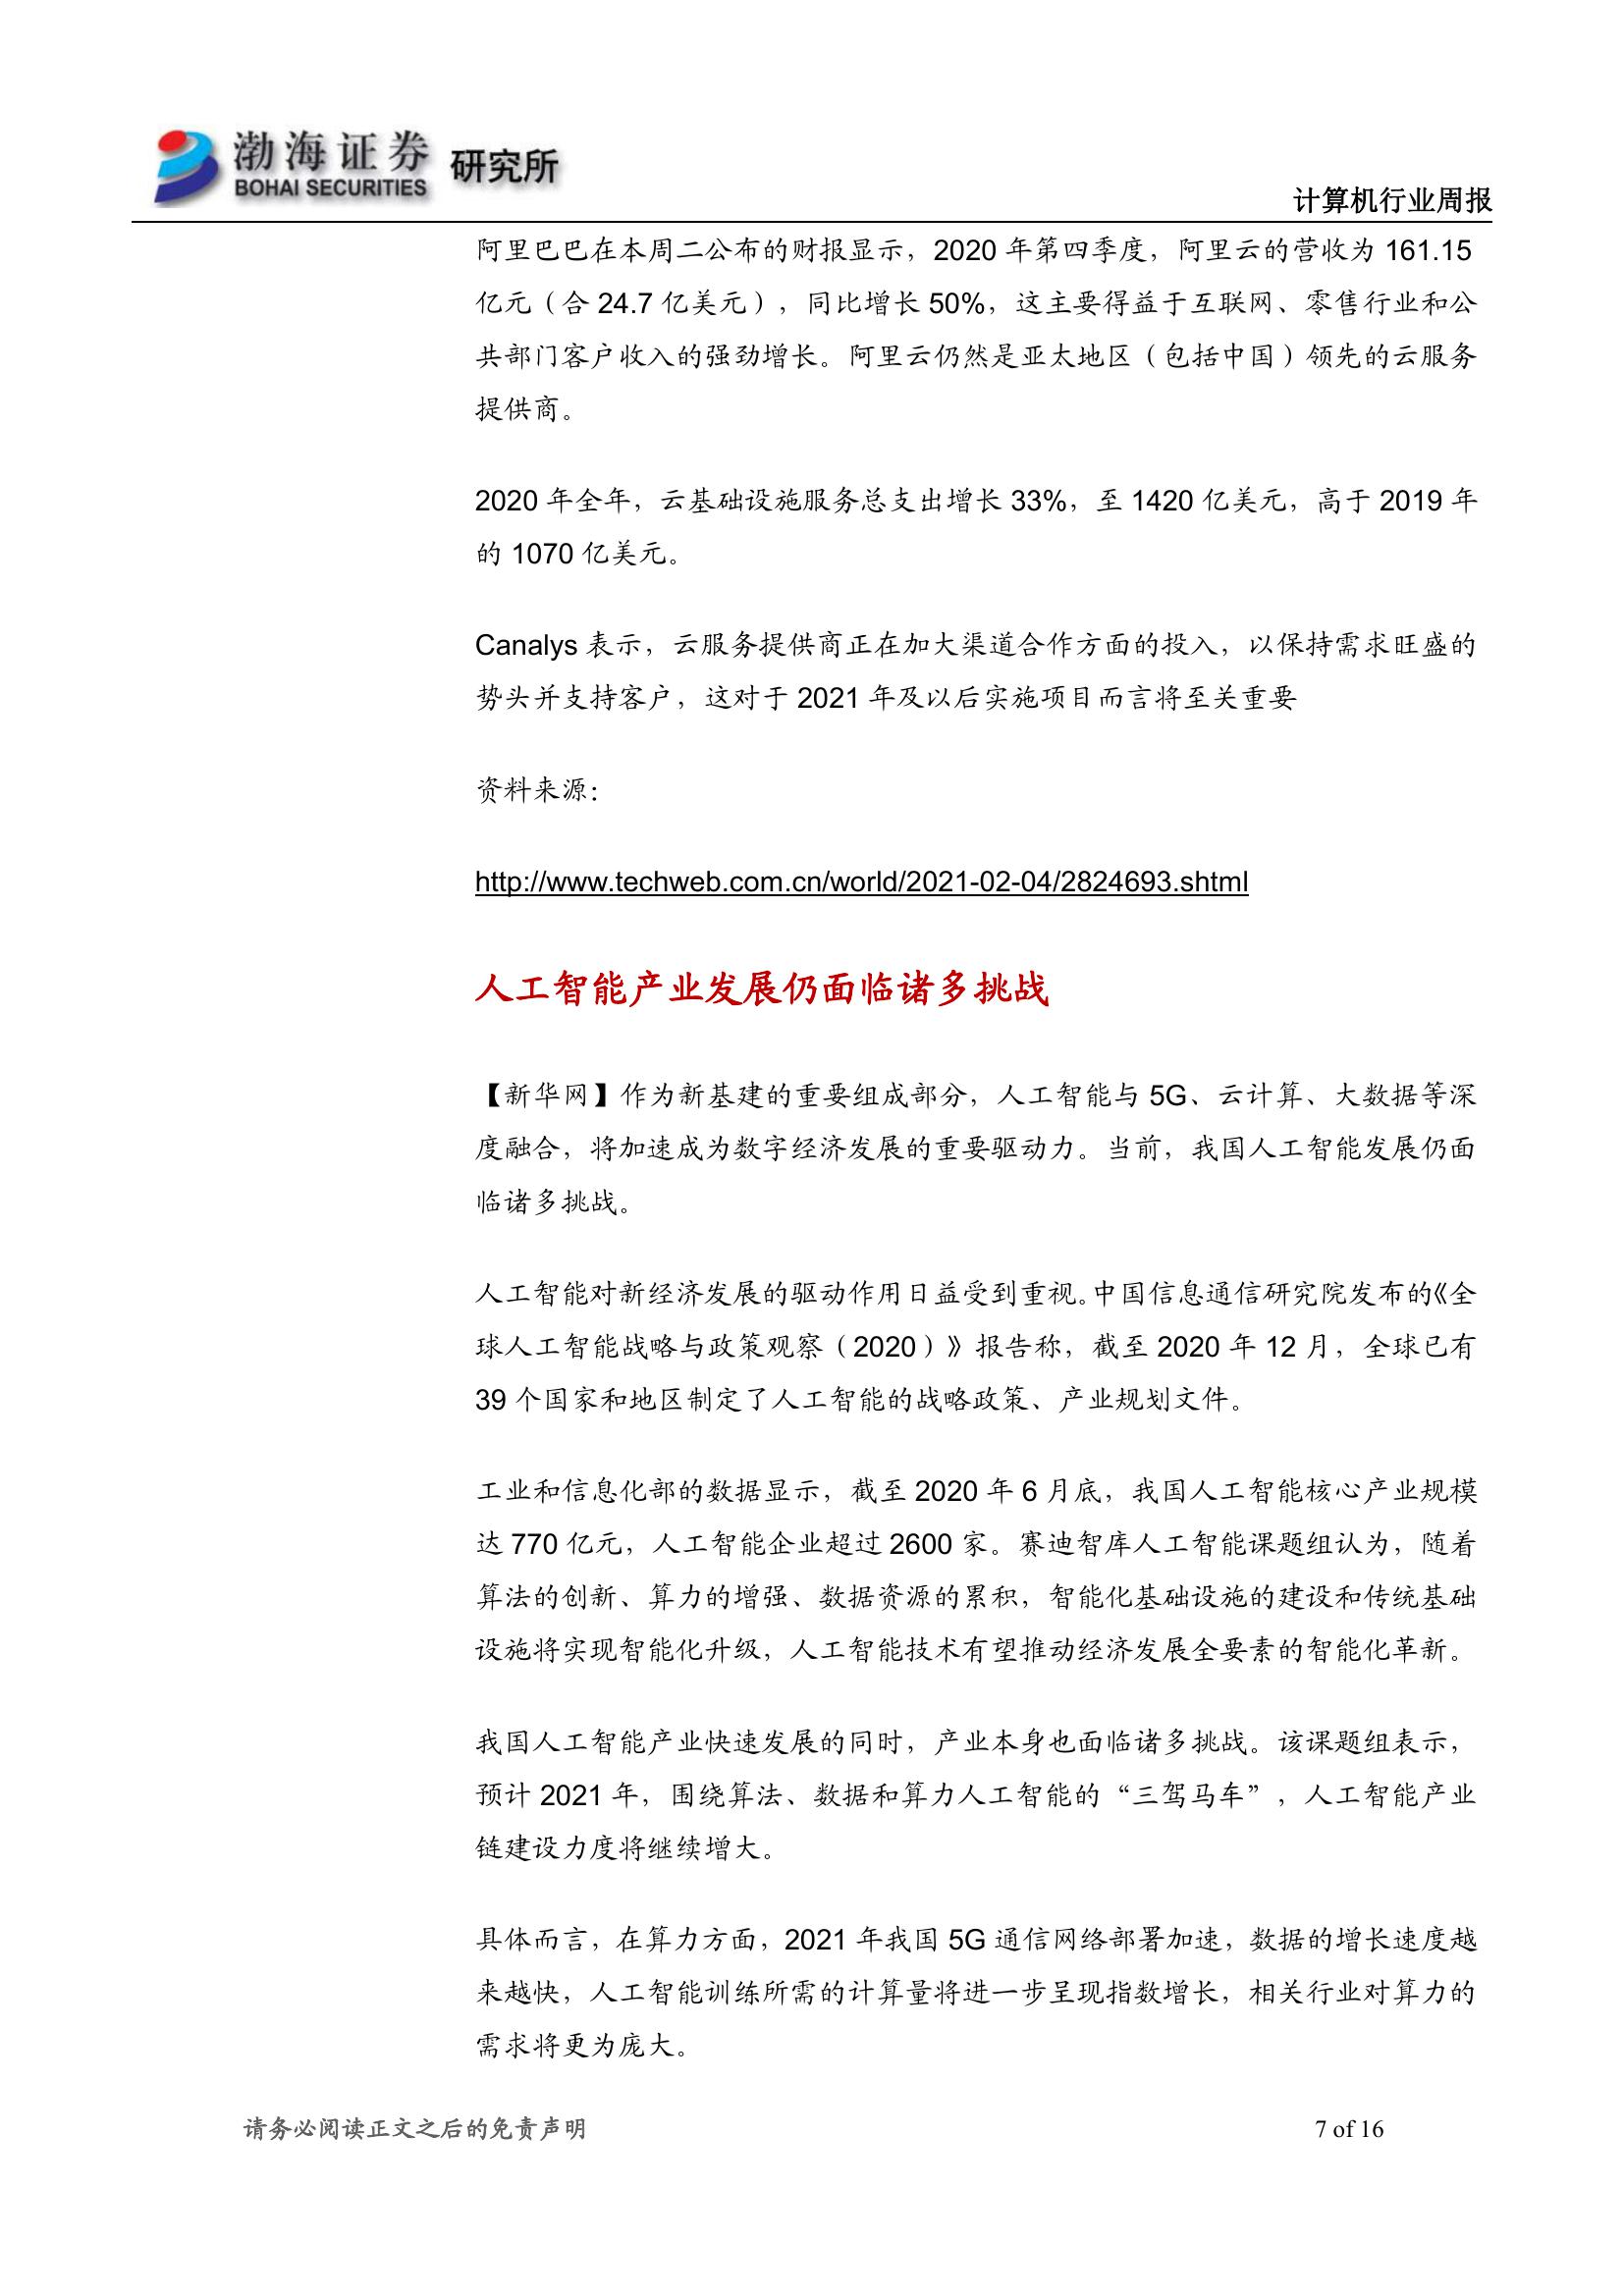 渤海证券 研究所
BOHAI SECURITIES
计算机行业周报
阿里巴巴在本周二公布的财报显示，2020 年第四季度，阿里云的营收为 161.15
亿元（合 24.7 亿美元），同比增长 50%，这主要得益于互联网、零售行业和公
共部门客户收入的强劲增长。阿里云仍然是亚太地区（包括中国）领先的云服务
提供商。
2020 年全年，云基础设施服务总支出增长 33%，至 1420 亿美元，高于 2019 年
的 1070 亿美元。
Canalys 表示，云服务提供商正在加大渠道合作方面的投入，以保持需求旺盛的
势头并支持客户，这对于 2021 年及以后实施项目而言将至关重要
资料来源：
http://www.techweb.com.cn/world/2021-02-04/2824693.shtml
人工智能产业发展仍面临诸多挑战
【新华网】作为新基建的重要组成部分，人工智能与 5G、云计算、大数据等深
度融合，将加速成为数字经济发展的重要驱动力。当前，我国人工智能发展仍面
临诸多挑战。
人工智能对新经济发展的驱动作用日益受到重视。中国信息通信研究院发布的《全
球人工智能战略与政策观察（2020）》报告称，截至 2020 年 12 月，全球已有
39 个国家和地区制定了人工智能的战略政策、产业规划文件。
工业和信息化部的数据显示，截至 2020 年 6 月底，我国人工智能核心产业规模
达 770 亿元，人工智能企业超过 2600 家。赛迪智库人工智能课题组认为，随着
算法的创新、算力的增强、数据资源的累积，智能化基础设施的建设和传统基础
设施将实现智能化升级，人工智能技术有望推动经济发展全要素的智能化革新。
我国人工智能产业快速发展的同时，产业本身也面临诸多挑战。该课题组表示，
预计 2021 年，围绕算法、数据和算力人工智能的“三驾马车”，人工智能产业
链建设力度将继续增大。
具体而言，在算力方面，2021 年我国 5G 通信网络部署加速，数据的增长速度越
来越快，人工智能训练所需的计算量将进一步呈现指数增长，相关行业对算力的
需求将更为庞大。
请务必阅读正文之后的免责声明
7 of 16